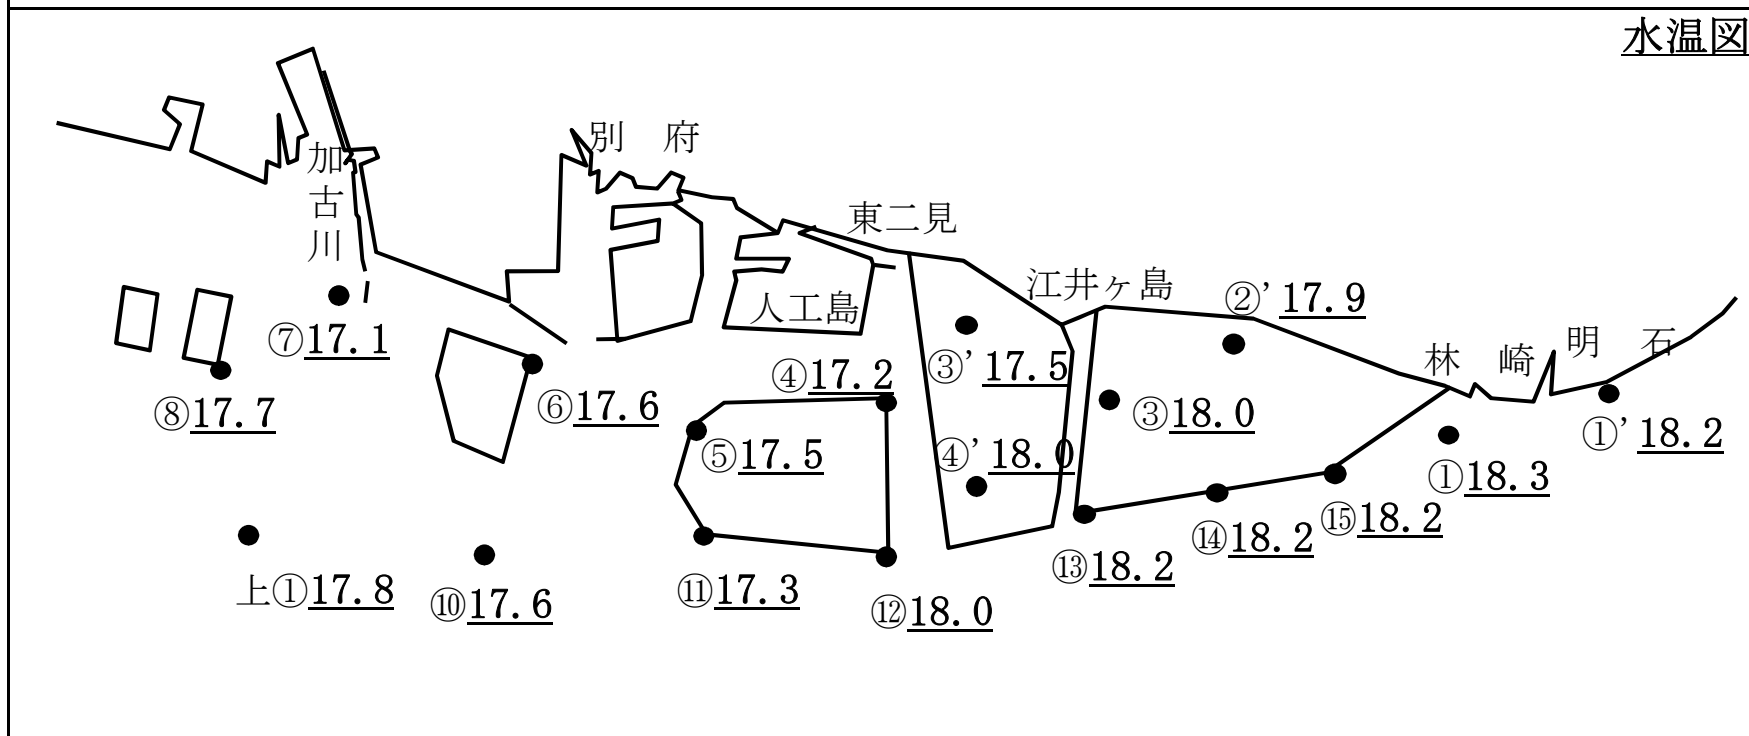 水温図
別 府
加古川
東二見
江井ヶ島
②’ 17.9
人工島
⑦17.1
明 石
林 崎
④17.2
③’ 17.5
⑧17.7
⑥17.6
③18.0
①’ 18.2
⑤17.5
④’ 18.0
①18.3
⑮18.2
⑭18.2
⑬18.2
上①17.8
⑩17.6
⑪17.3
⑫18.0